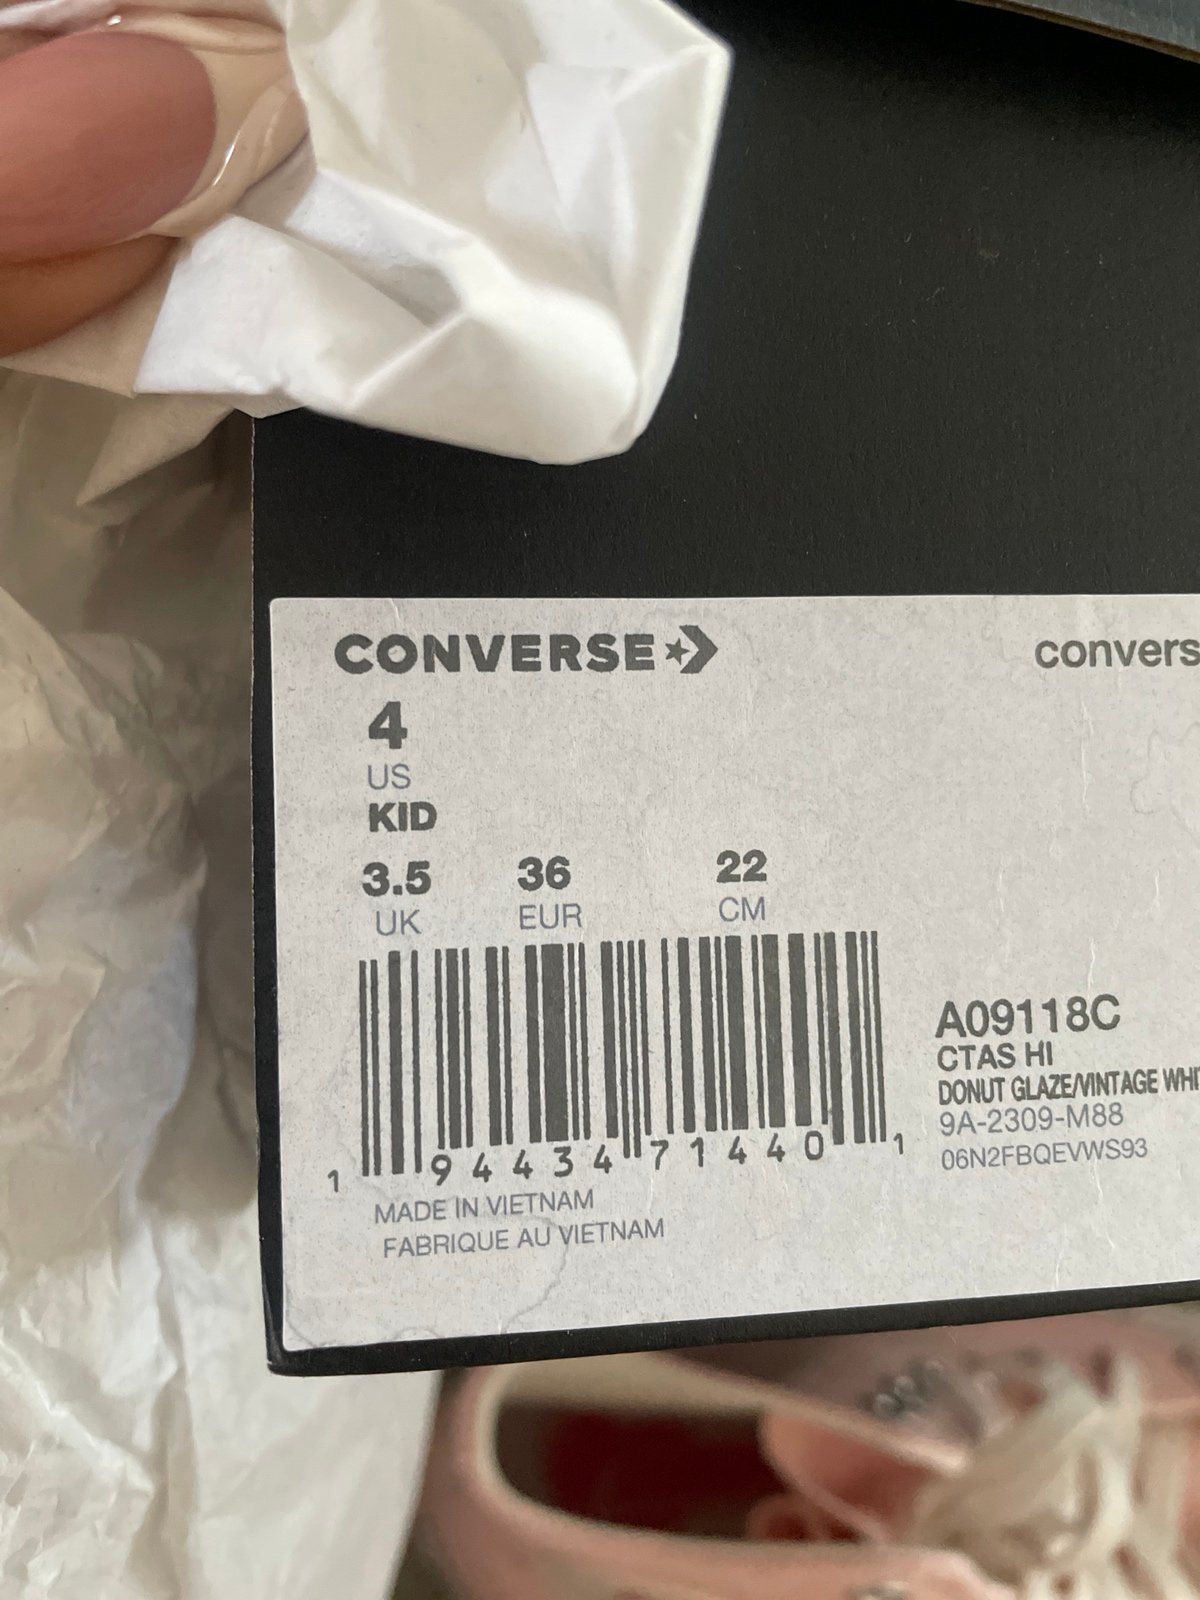 CONVERSE
convers
4
US
KID
3.5 36 22
UK EUR CM
1 94434 71440 1
A09118C
CTAS HI
DONUT GLAZE/VINTAGE WHI
9A-2309-M88
06N2FBQEVWS93
MADE IN VIETNAM
FABRIQUE AU VIETNAM